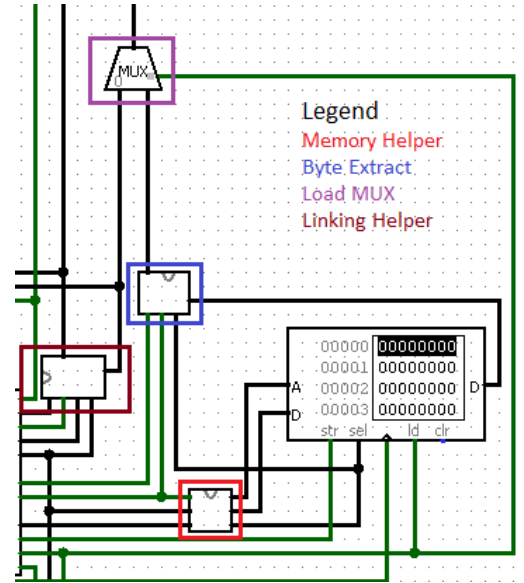 MUX
0
Legend
Memory Helper
Byte Extract
Load MUX
Linking Helper
00000 00000000
00001 00000000
A 00002 00000000 D
D 00003 00000000
str sel ld clr